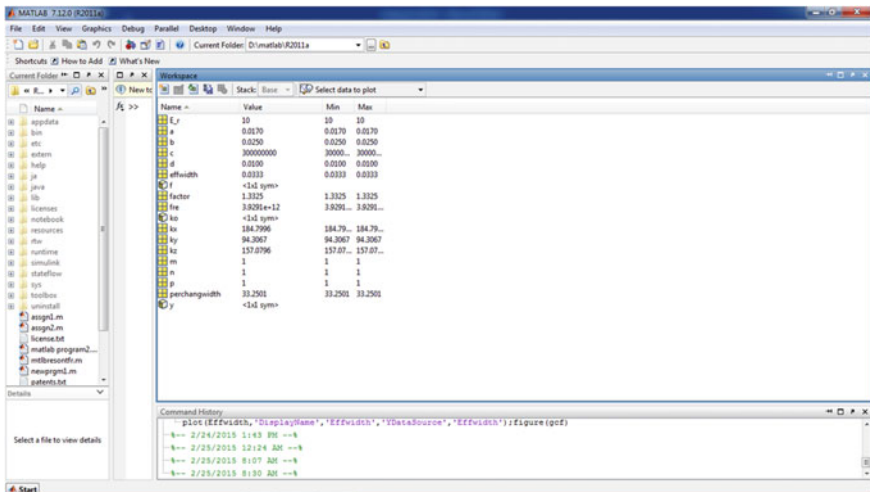 MATLAB 7.12.0 (R2011a)
File Edit View Graphics Debug Parallel Desktop Window Help
Current Folder: D:\matlab\R2011a
Shortcuts How to Add What's New
Current Folder
« R...
New to
Workspace
Stack: Base
Select data to plot
Name
appdata
bin
etc
extern
help
ja
java
lib
licenses
notebook
resources
rtw
runtime
simulink
stateflow
sys
toolbox
uninstall
assgn1.m
assgn2.m
license.txt
matlab program2....
mtlbresontfr.m
newprgm1.m
patents.txt
Details
Select a file to view details
fx >>
Name Value Min Max
E_r 10 10 10
a 0.0170 0.0170 0.0170
b 0.0250 0.0250 0.0250
c 300000000 30000... 30000...
d 0.0100 0.0100 0.0100
effwidth 0.0333 0.0333 0.0333
f <1x1 sym>
factor 1.3325 1.3325 1.3325
fre 3.9291e+12 3.9291... 3.9291...
ko <1x1 sym>
kx 184.7996 184.79... 184.79...
ky 94.3067 94.3067 94.3067
kz 157.0796 157.07... 157.07...
m 1 1 1
n 1 1 1
p 1 1 1
perchangwidth 33.2501 33.2501 33.2501
y <1x1 sym>
Command History
plot(Effwidth,'DisplayName','Effwidth','YDataSource','Effwidth');figure(gcf)
%-- 2/24/2015 1:43 PM --%
%-- 2/25/2015 12:24 AM --%
%-- 2/25/2015 8:07 AM --%
%-- 2/25/2015 8:30 AM --%
Start